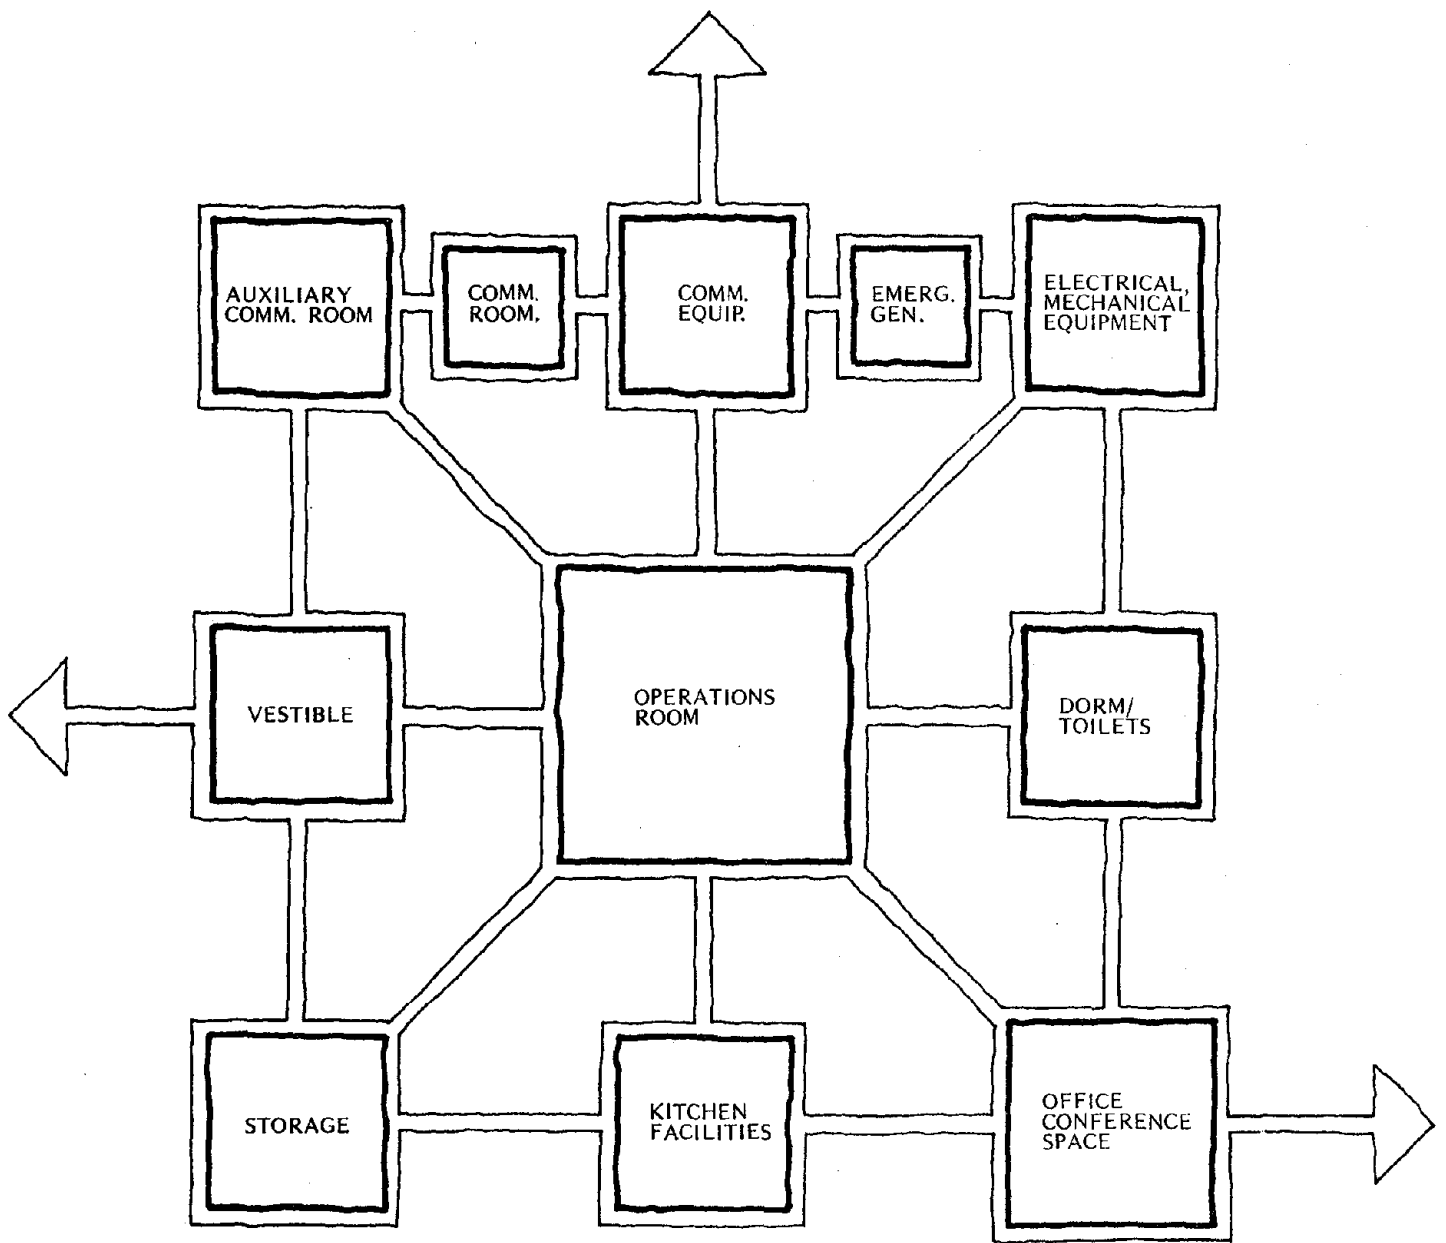 AUXILIARY
COMM. ROOM
COMM.
ROOM.
COMM.
EQUIP.
EMERG.
GEN.
ELECTRICAL,
MECHANICAL
EQUIPMENT
VESTIBLE
OPERATIONS
ROOM
DORM/
TOILETS
STORAGE
KITCHEN
FACILITIES
OFFICE
CONFERENCE
SPACE